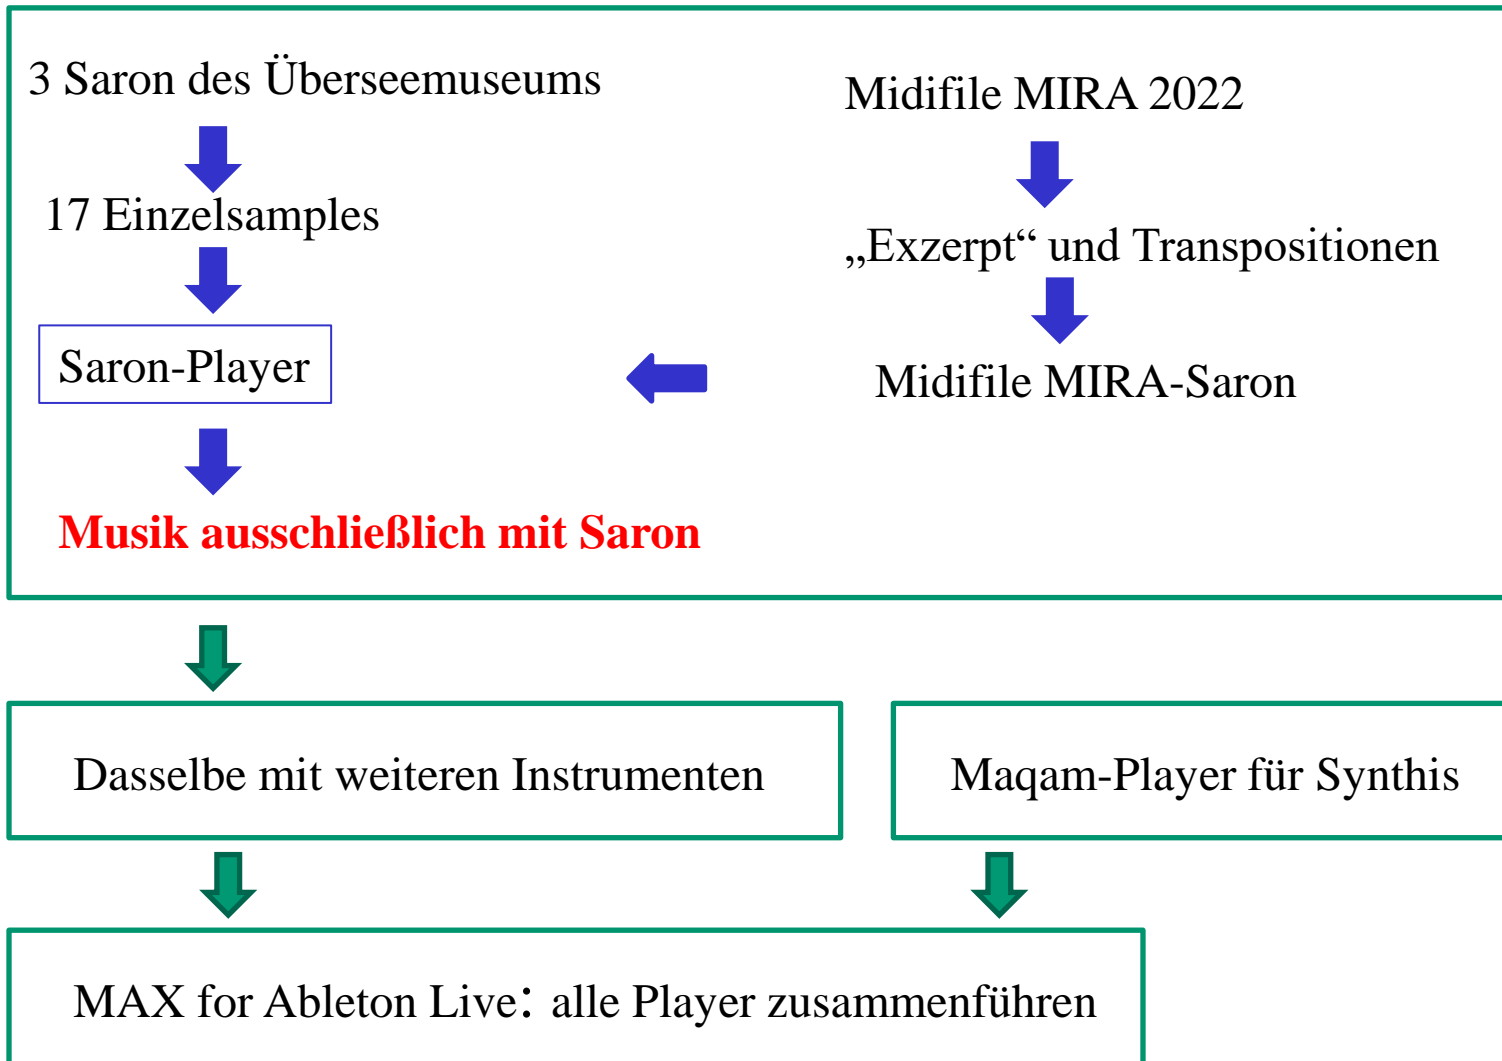 3 Saron des Überseemuseums
17 Einzelsamples
Saron-Player
Musik ausschließlich mit Saron
Midifile MIRA 2022
„Exzerpt“ und Transpositionen
Midifile MIRA-Saron
Dasselbe mit weiteren Instrumenten
Maqam-Player für Synthis
MAX for Ableton Live: alle Player zusammenführen